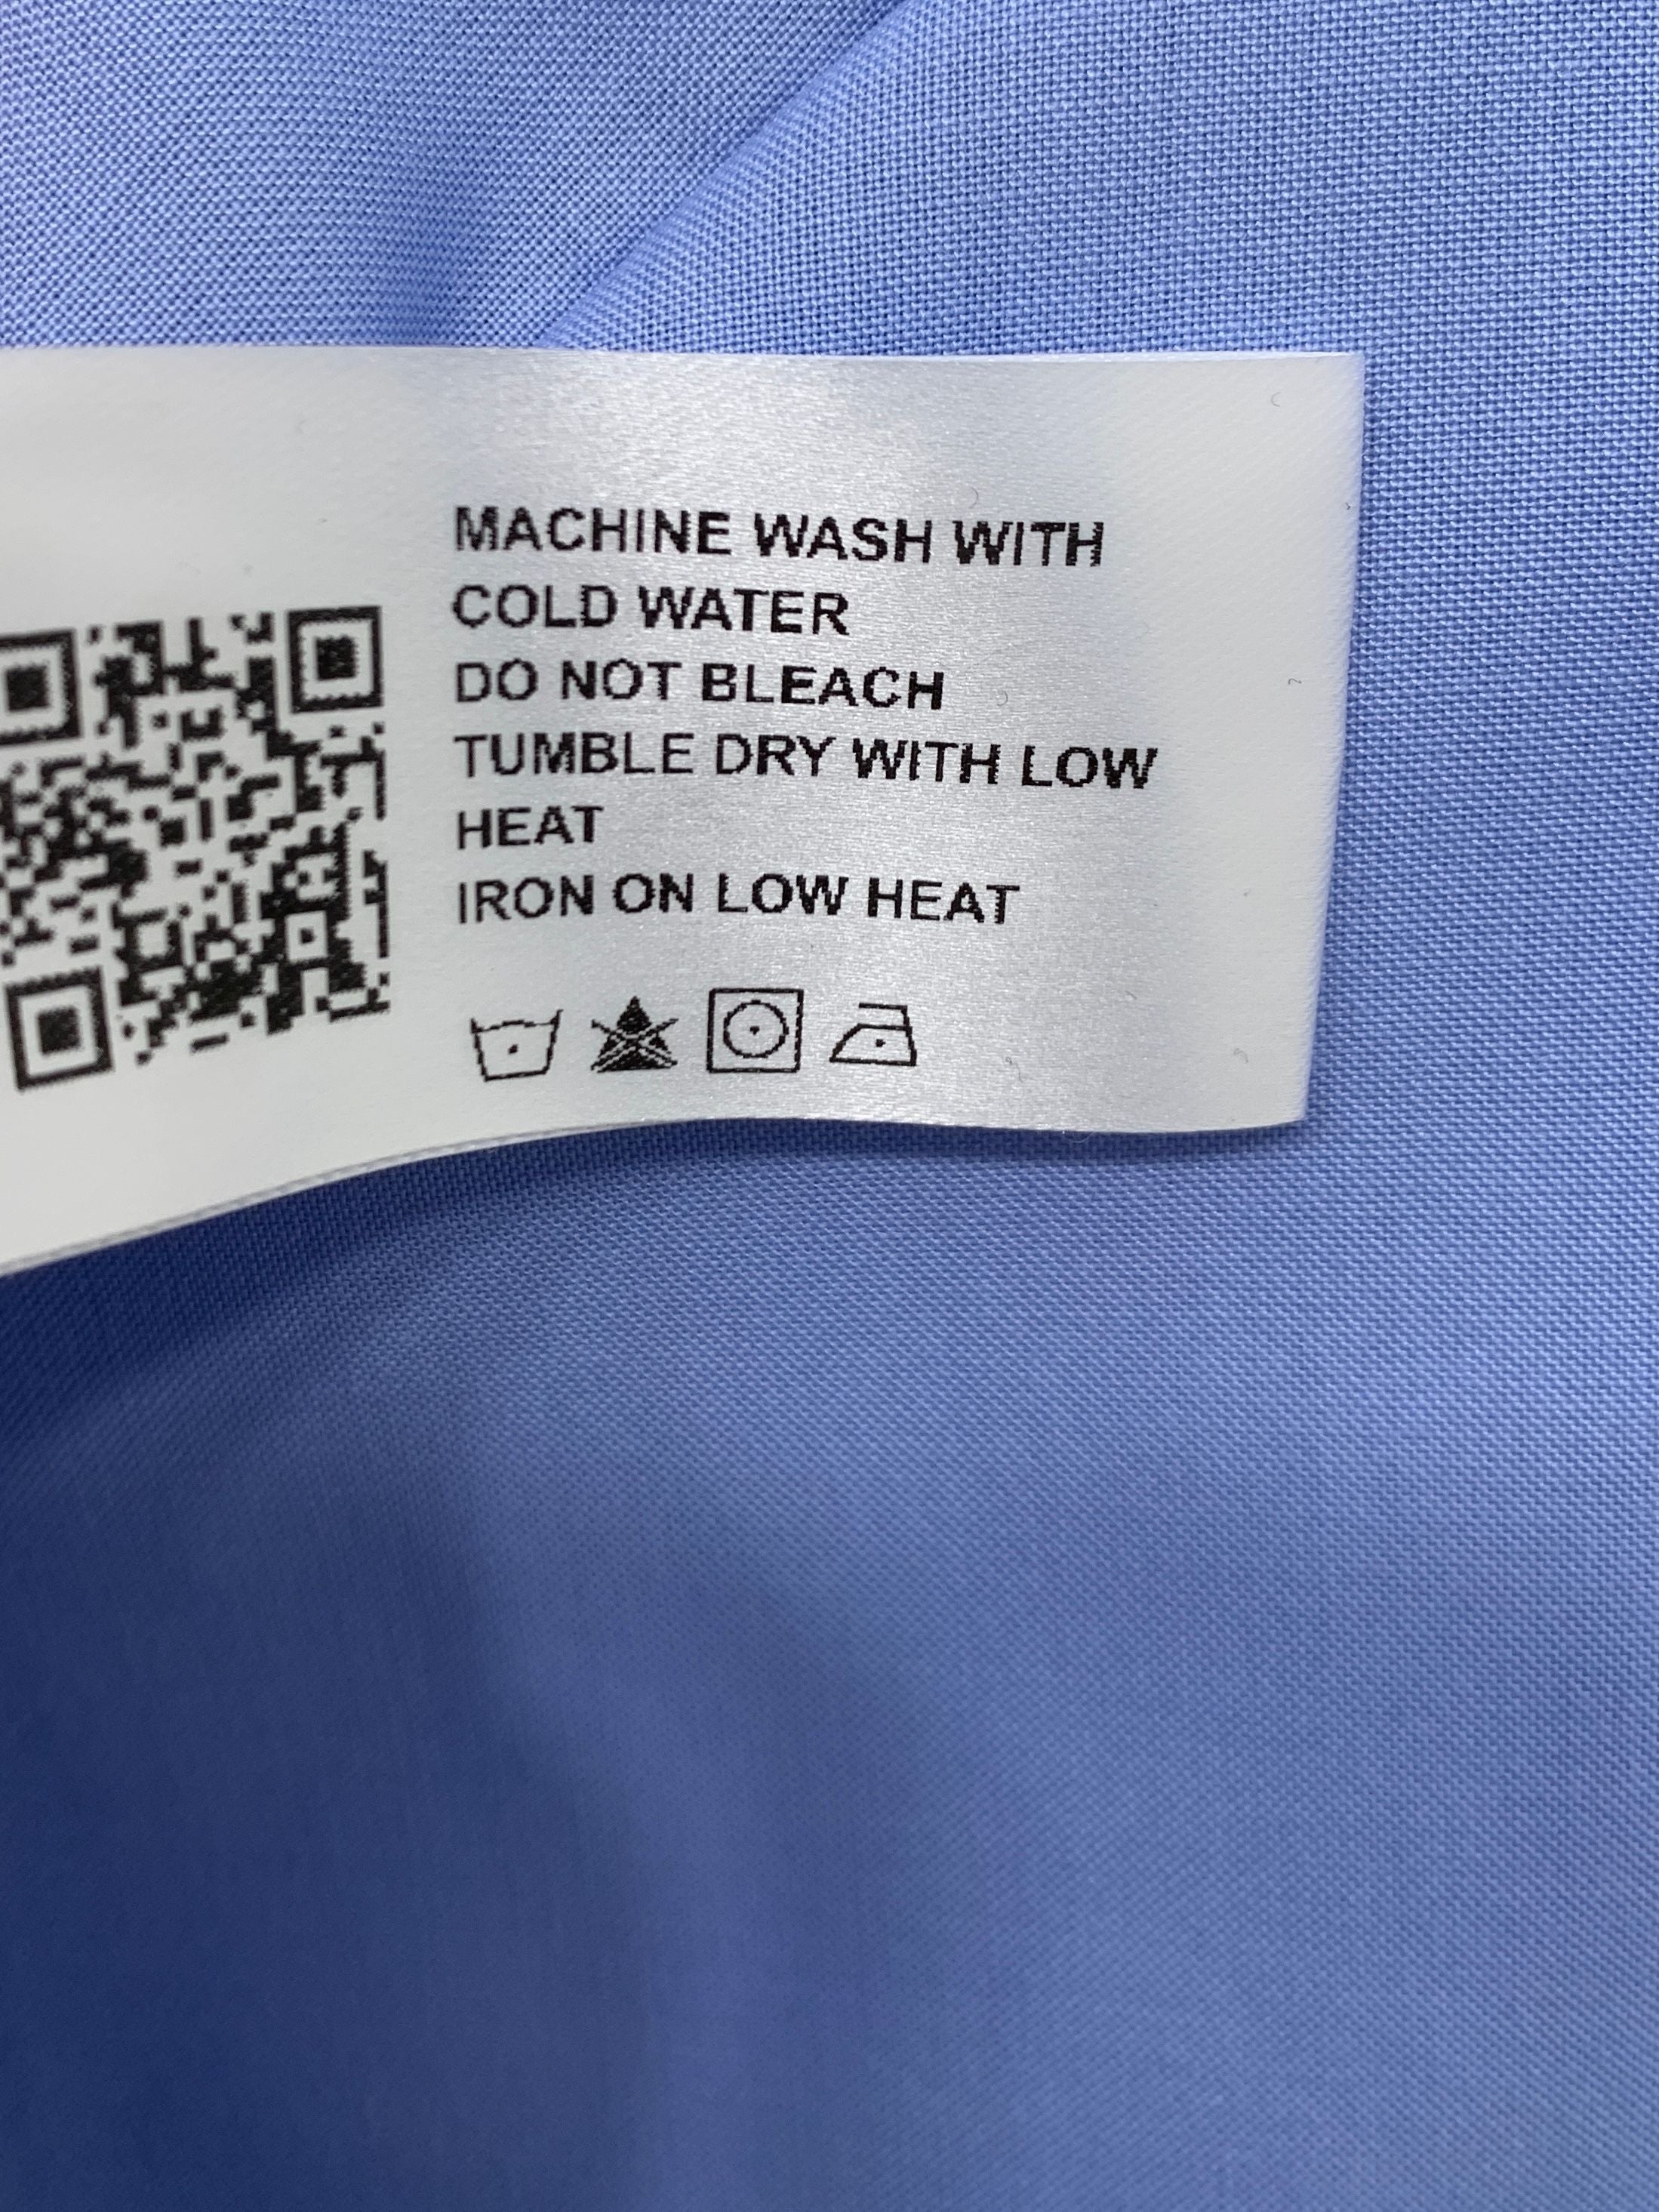 MACHINE WASH WITH
COLD WATER
DO NOT BLEACH
TUMBLE DRY WITH LOW
HEAT
IRON ON LOW HEAT